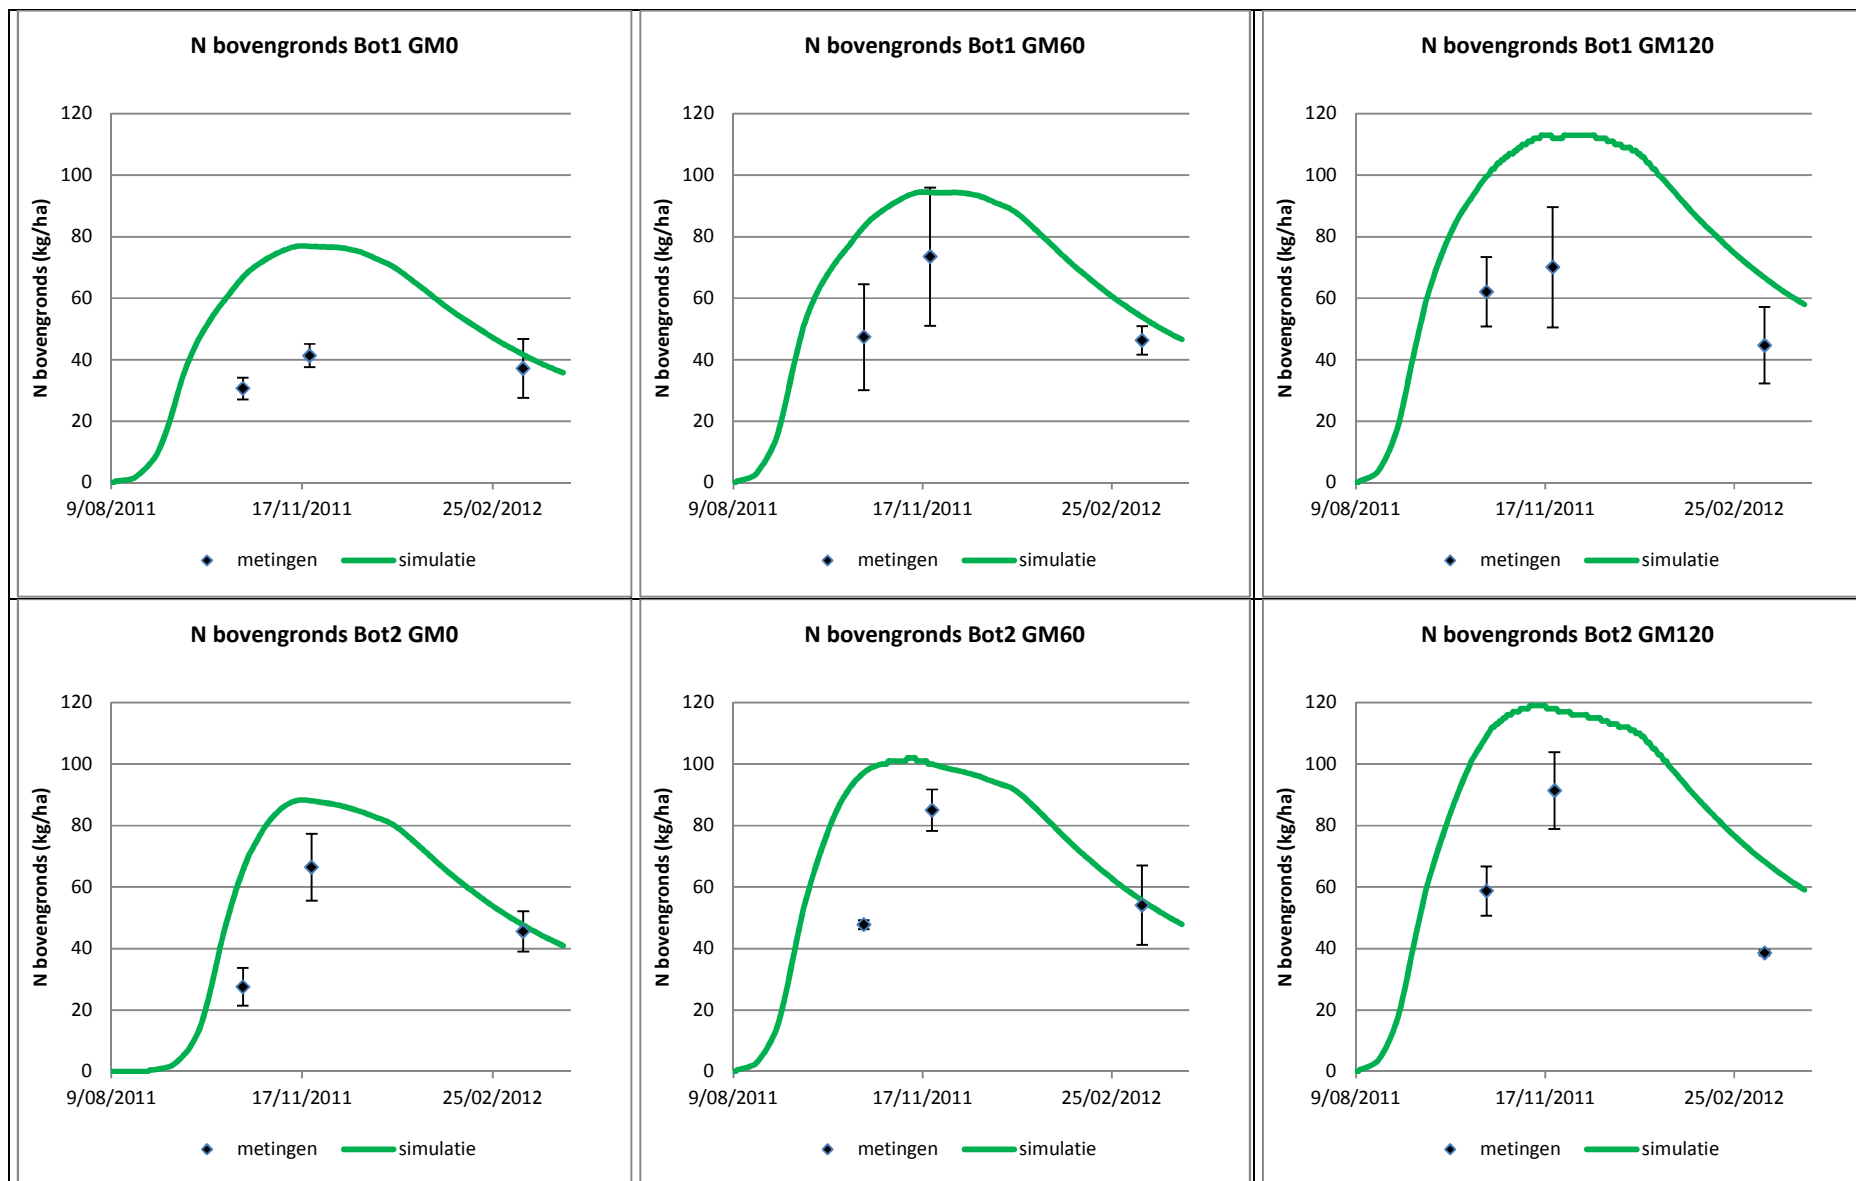 N bovengronds Bot1 GM0
N bovengronds (kg/ha)
120
100
80
60
40
20
0
9/08/2011 17/11/2011 25/02/2012
metingen simulatie
N bovengronds Bot1 GM60
N bovengronds (kg/ha)
120
100
80
60
40
20
0
9/08/2011 17/11/2011 25/02/2012
metingen simulatie
N bovengronds Bot1 GM120
N bovengronds (kg/ha)
120
100
80
60
40
20
0
9/08/2011 17/11/2011 25/02/2012
metingen simulatie
N bovengronds Bot2 GM0
N bovengronds (kg/ha)
120
100
80
60
40
20
0
9/08/2011 17/11/2011 25/02/2012
metingen simulatie
N bovengronds Bot2 GM60
N bovengronds (kg/ha)
120
100
80
60
40
20
0
9/08/2011 17/11/2011 25/02/2012
metingen simulatie
N bovengronds Bot2 GM120
N bovengronds (kg/ha)
120
100
80
60
40
20
0
9/08/2011 17/11/2011 25/02/2012
metingen simulatie